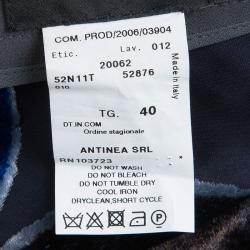 COM. PROD/2006/03904
Etic. Lav. 012
20062
52N11T 52876
010
Made in Italy
TG. 40
DT.IN.COM
Ordine stagionale
ANTINEA SRL
RN103723 *
DO NOT WASH
DO NOT BLEACH
DO NOT TUMBLE DRY
COOL IRON
DRYCLEAN, SHORT CYCLE
P